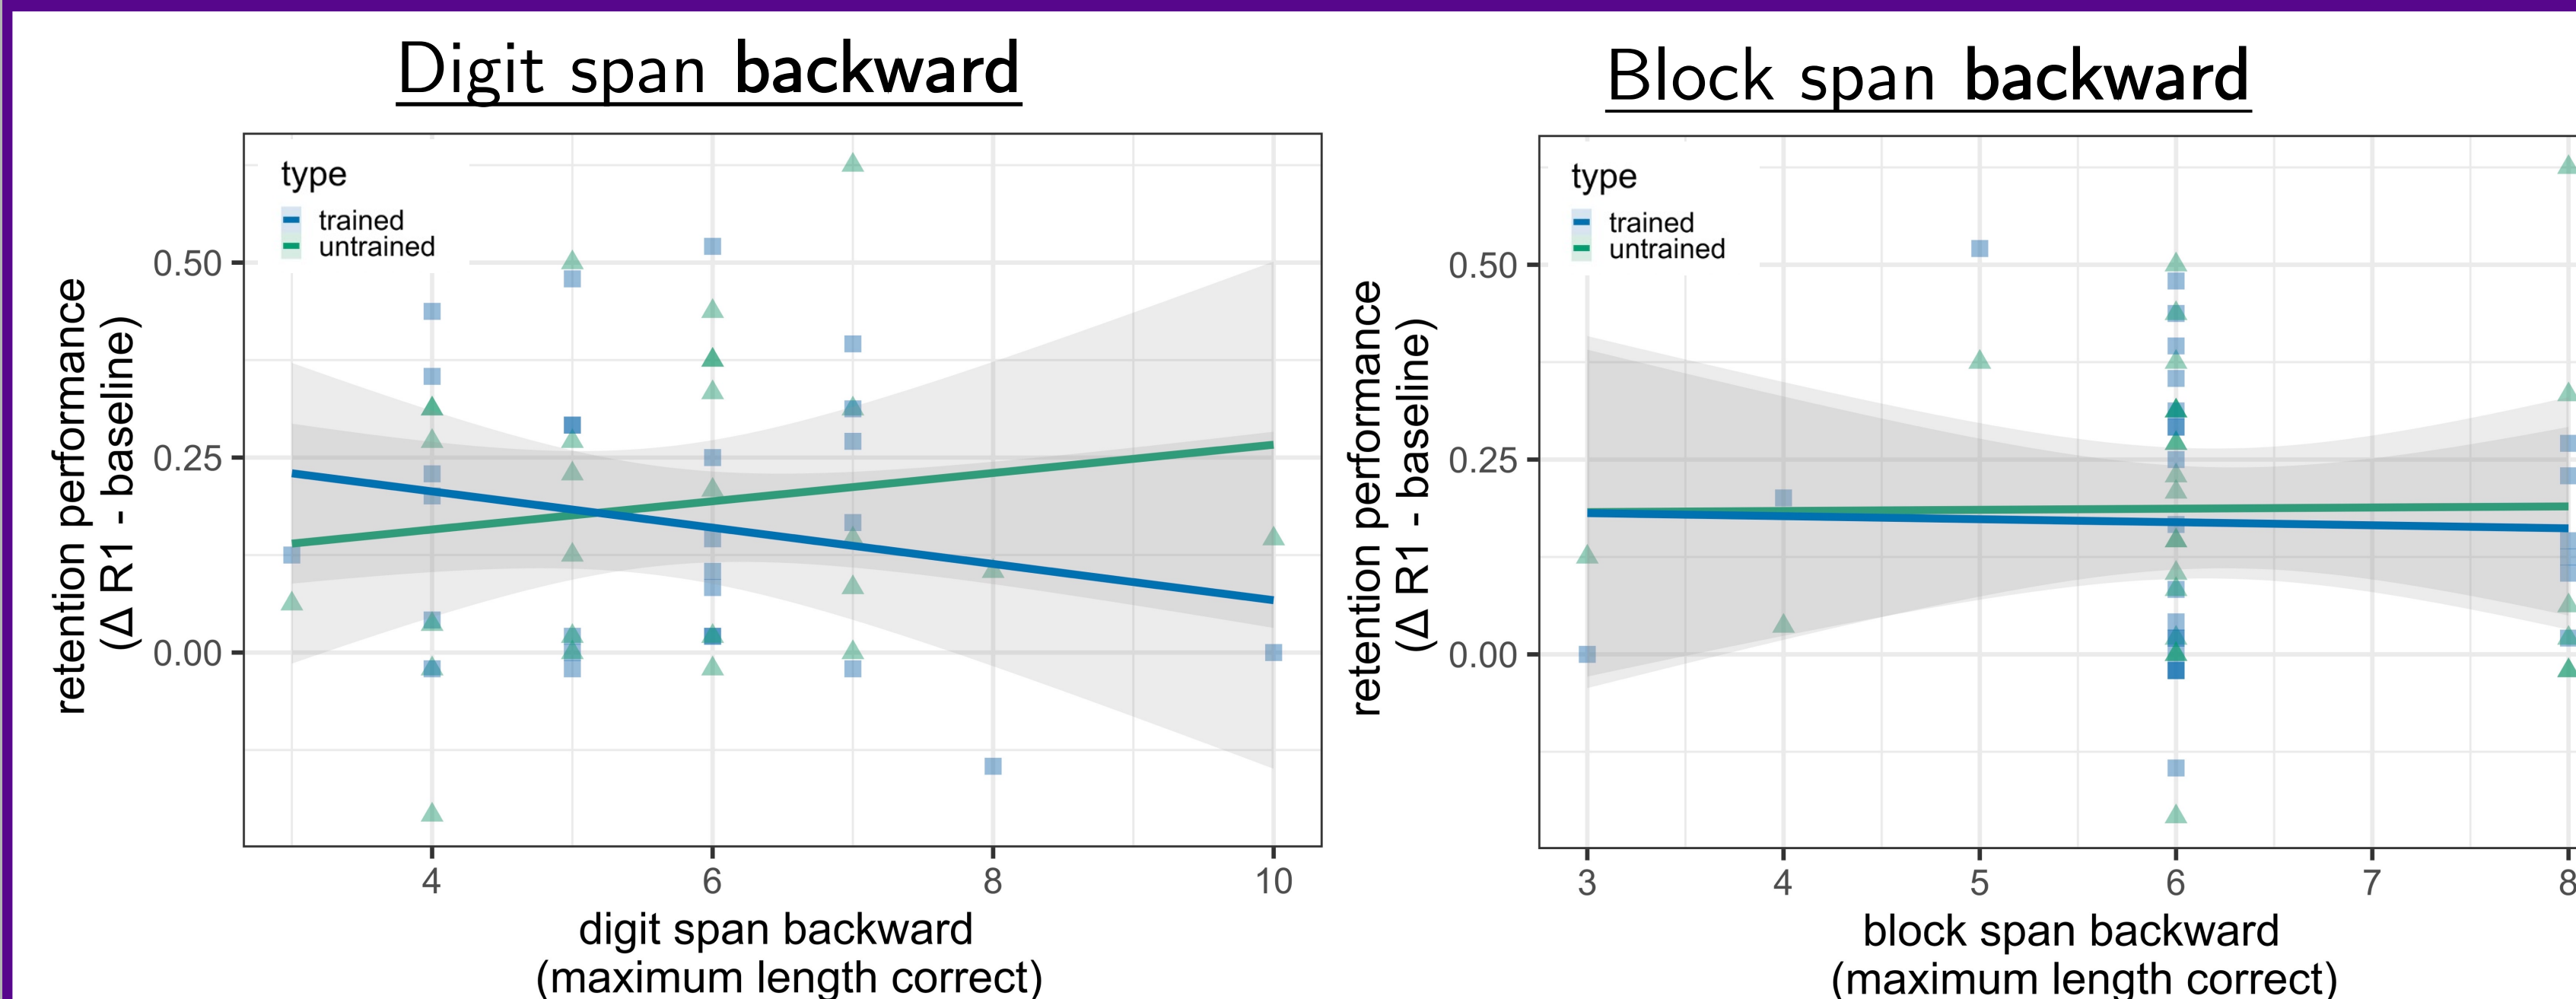 Digit span backward
type
trained
untrained
0.50
0.25
0.00
retention performance
(Δ R1 - baseline)
4
6
8
10
digit span backward
(maximum length correct)
Block span backward
type
trained
untrained
0.50
0.25
0.00
retention performance
(Δ R1 - baseline)
3
4
5
6
7
8
block span backward
(maximum length correct)